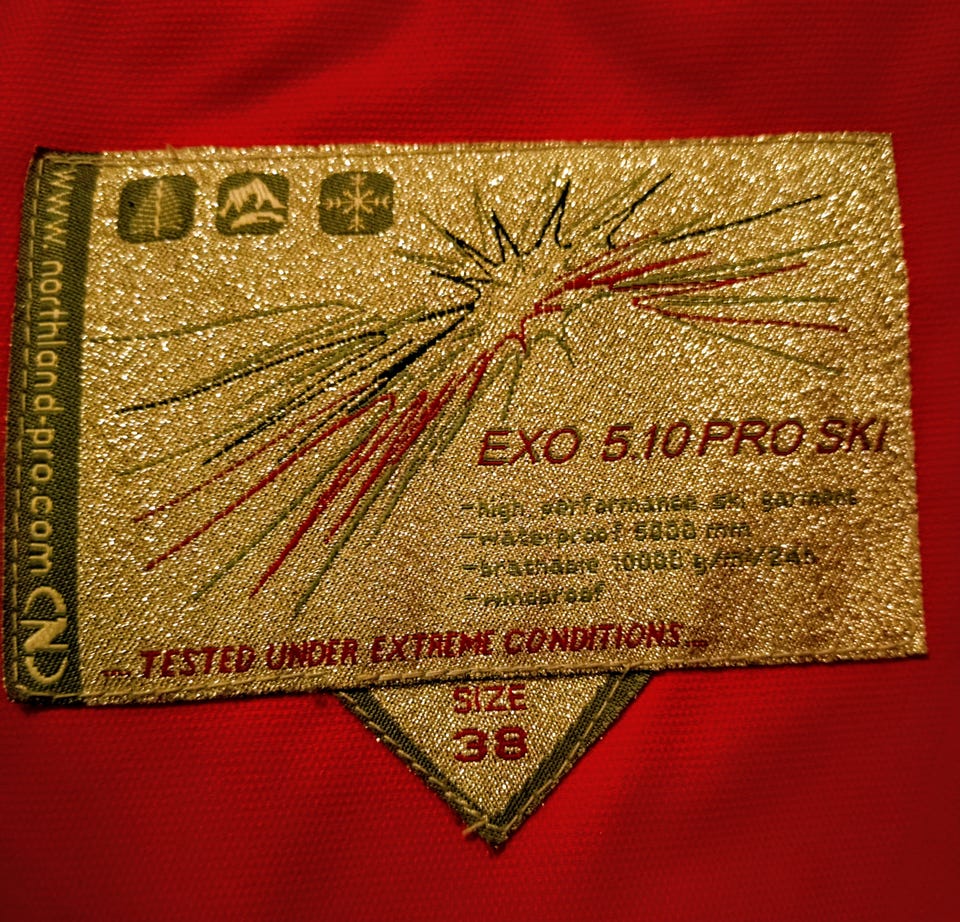 www.northland-pro.com
EXO 5.10 PRO SKI
-high performance ski garment
-waterproof 5000 mm
-brathable 10000 g/m²/24h
-windproof
... TESTED UNDER EXTREME CONDITIONS...
SIZE
38